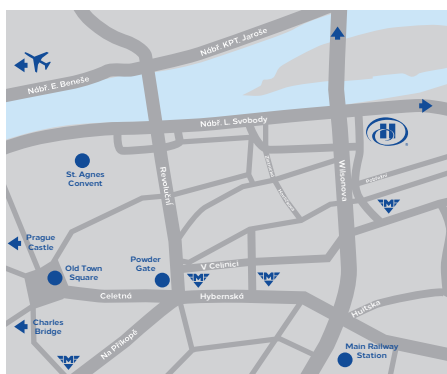 Nábř. KPT. Jaroše
Nábř. E. Beneše
Nábř. L. Svobody
H
St. Agnes
Convent
Revoluční
Wilsonova
M
Prague
Castle
Old Town
Square
Powder
Gate
V Celnici
M
M
Celetná
Hybernská
Husitská
Charles
Bridge
Na Příkopě
M
Main Railway
Station